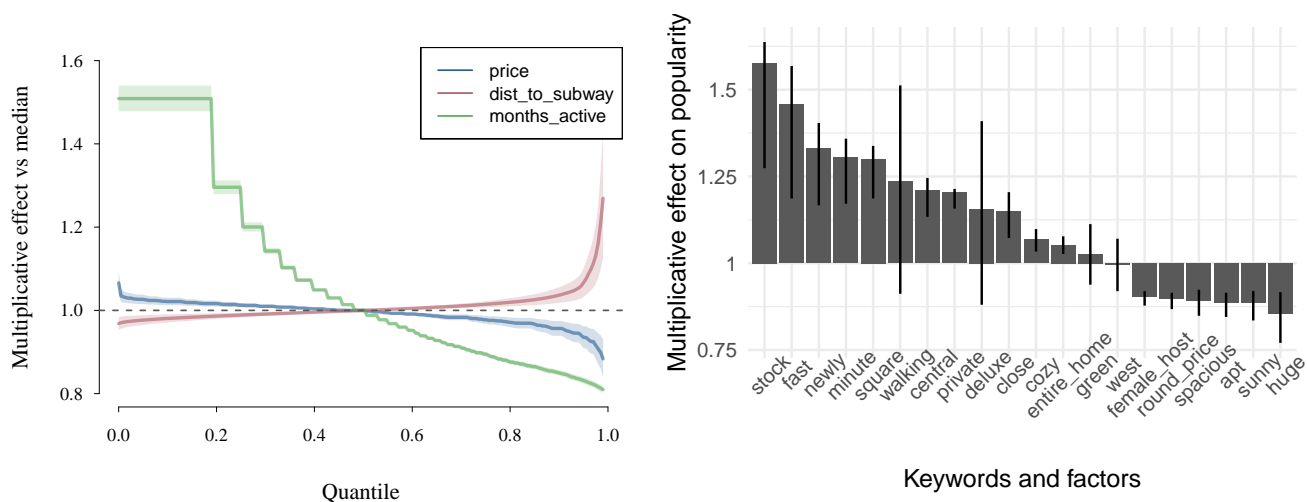 Multiplicative effect vs median
1.6
1.4
1.2
1.0
0.8
price
dist_to_subway
months_active
0.0 0.2 0.4 0.6 0.8 1.0
Quantile
Multiplicative effect on popularity
1.5
1.25
1
0.75
stock
fast
newly
minute
square
walking
central
private
deluxe
close
cozy
entire_home
green
west
female_host
round_price
spacious
apt
sunny
huge
Keywords and factors